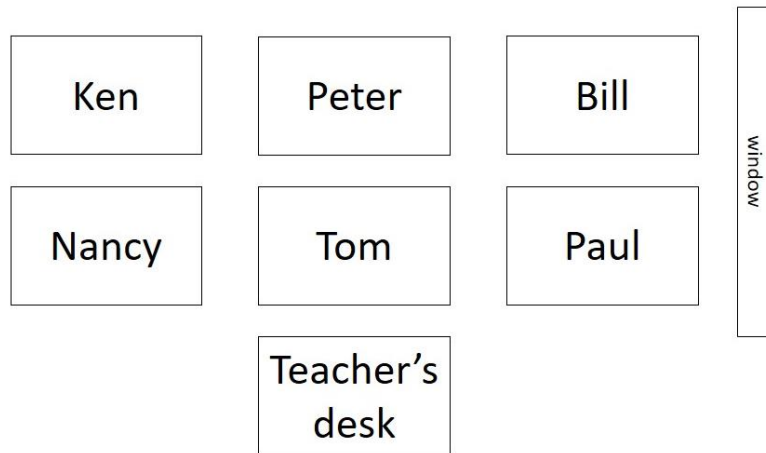 Ken
Peter
Bill
window
Nancy
Tom
Paul
Teacher’s
desk